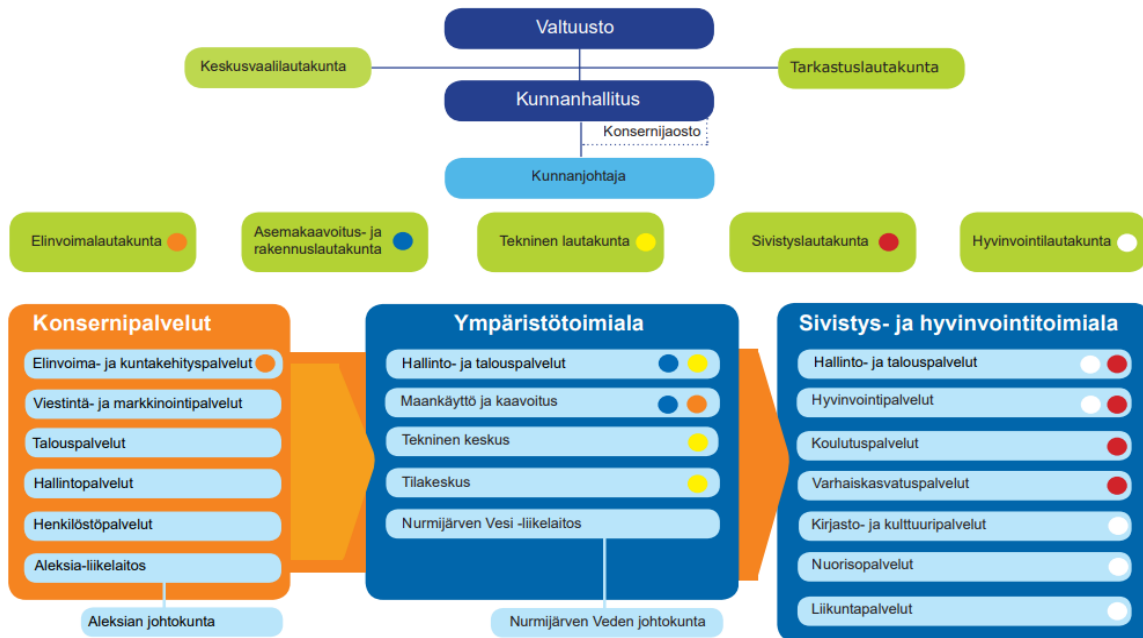 Valtuusto
Keskusvaalilautakunta
Tarkastuslautakunta
Kunnanhallitus
Konsernijaosto
Kunnanjohtaja
Elinvoimalautakunta
Asemakaavoitus- ja
rakennuslautakunta
Tekninen lautakunta
Sivistyslautakunta
Hyvinvointilautakunta
Konsernipalvelut
Elinvoima- ja kuntakehityspalvelut
Viestintä- ja markkinointipalvelut
Talouspalvelut
Hallintopalvelut
Henkilöstöpalvelut
Aleksia-liikelaitos
Aleksian johtokunta
Ympäristötoimiala
Hallinto- ja talouspalvelut
Maankäyttö ja kaavoitus
Tekninen keskus
Tilakeskus
Nurmijärven Vesi -liikelaitos
Nurmijärven Veden johtokunta
Sivistys- ja hyvinvointitoimiala
Hallinto- ja talouspalvelut
Hyvinvointipalvelut
Koulutuspalvelut
Varhaiskasvatuspalvelut
Kirjasto- ja kulttuuripalvelut
Nuorisopalvelut
Liikuntapalvelut